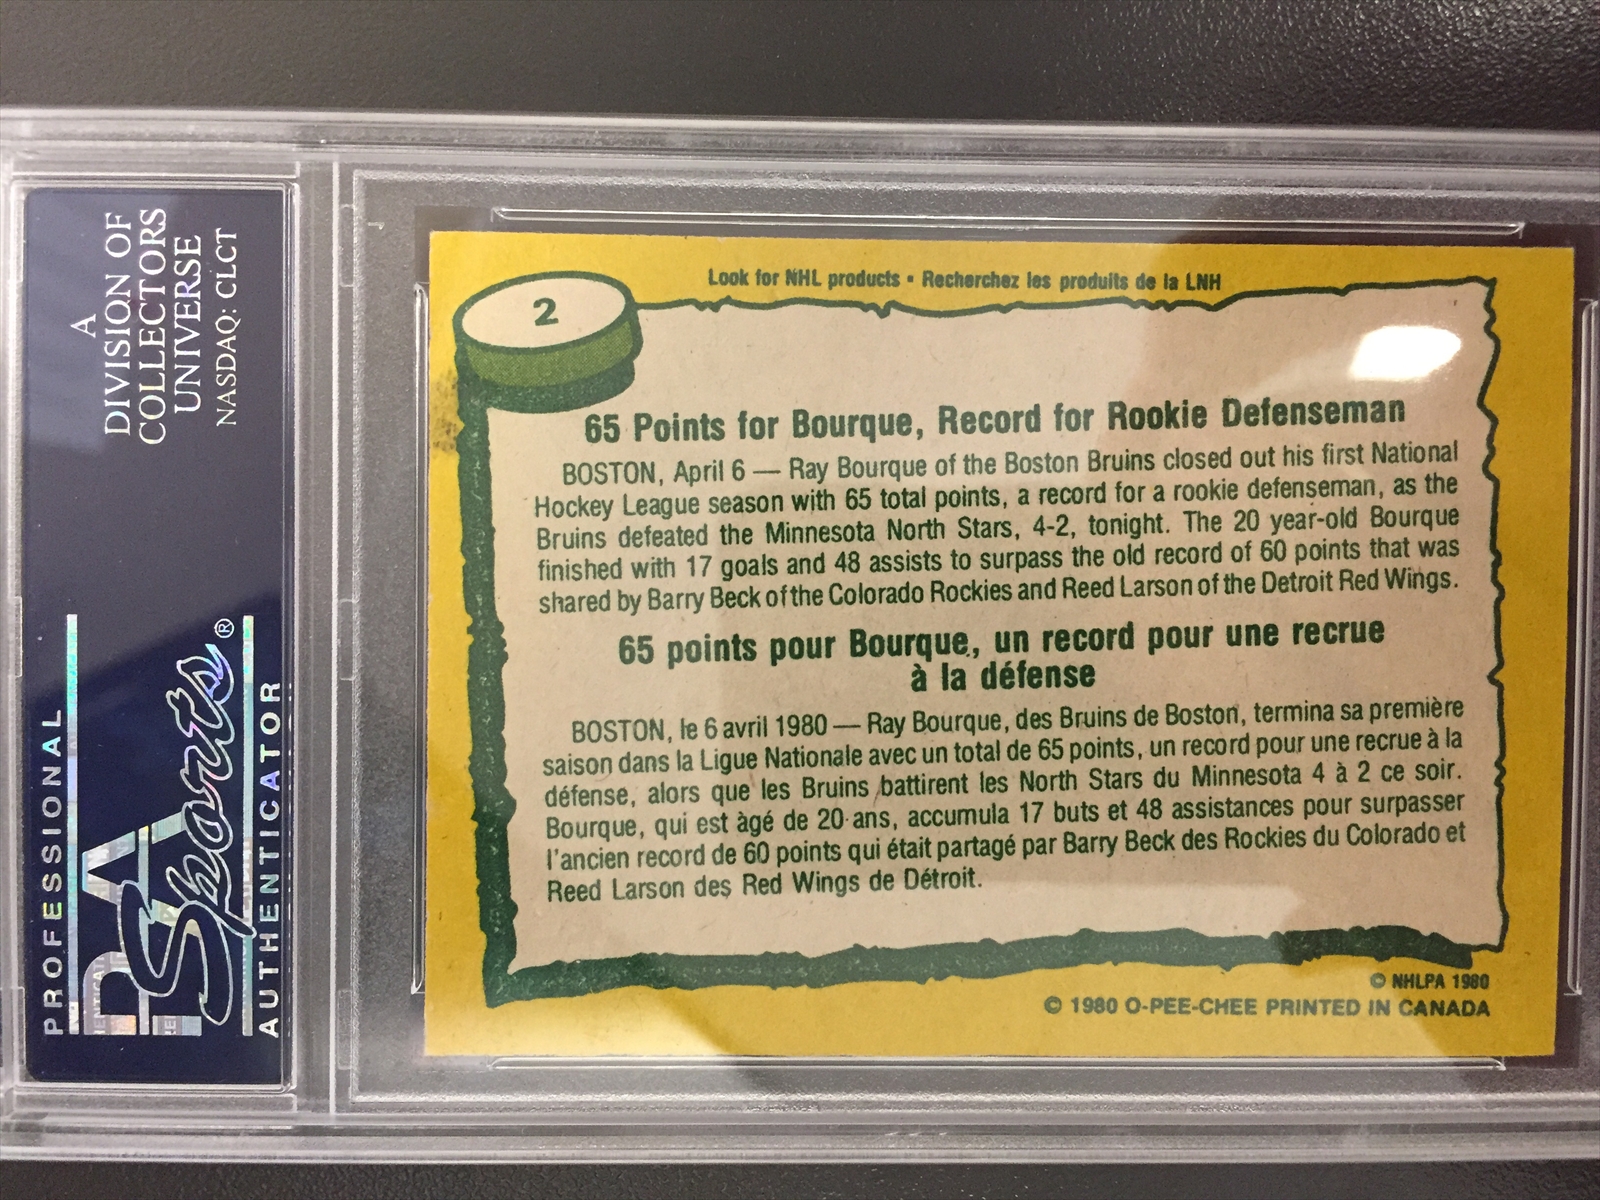 A
DIVISION OF
COLLECTORS
UNIVERSE
NASDAQ: CLCT
PROFESSIONAL
PSA
Sports®
AUTHENTICATOR
Look for NHL products • Recherchez les produits de la LNH
2
65 Points for Bourque, Record for Rookie Defenseman
BOSTON, April 6 — Ray Bourque of the Boston Bruins closed out his first National
Hockey League season with 65 total points, a record for a rookie defenseman, as the
Bruins defeated the Minnesota North Stars, 4-2, tonight. The 20 year-old Bourque
finished with 17 goals and 48 assists to surpass the old record of 60 points that was
shared by Barry Beck of the Colorado Rockies and Reed Larson of the Detroit Red Wings.
65 points pour Bourque, un record pour une recrue
à la défense
BOSTON, le 6 avril 1980 — Ray Bourque, des Bruins de Boston, termina sa première
saison dans la Ligue Nationale avec un total de 65 points, un record pour une recrue à la
défense, alors que les Bruins battirent les North Stars du Minnesota 4 à 2 ce soir.
Bourque, qui est àgé de 20 ans, accumula 17 buts et 48 assistances pour surpasser
l'ancien record de 60 points qui était partagé par Barry Beck des Rockies du Colorado et
Reed Larson des Red Wings de Détroit.
© NHLPA 1980
© 1980 O-PEE-CHEE PRINTED IN CANADA